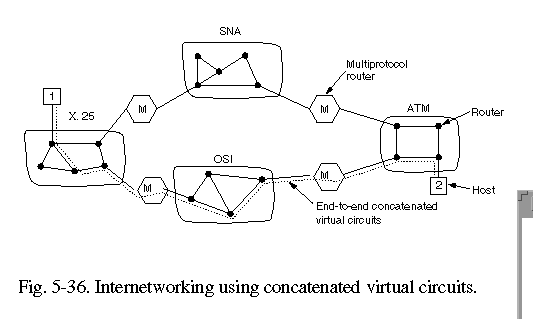 SNA
Multiprotocol
router
1
X. 25
M
M
ATM
Router
OSI
M
M
2
Host
End-to-end concatenated
virtual circuits
Fig. 5-36. Internetworking using concatenated virtual circuits.